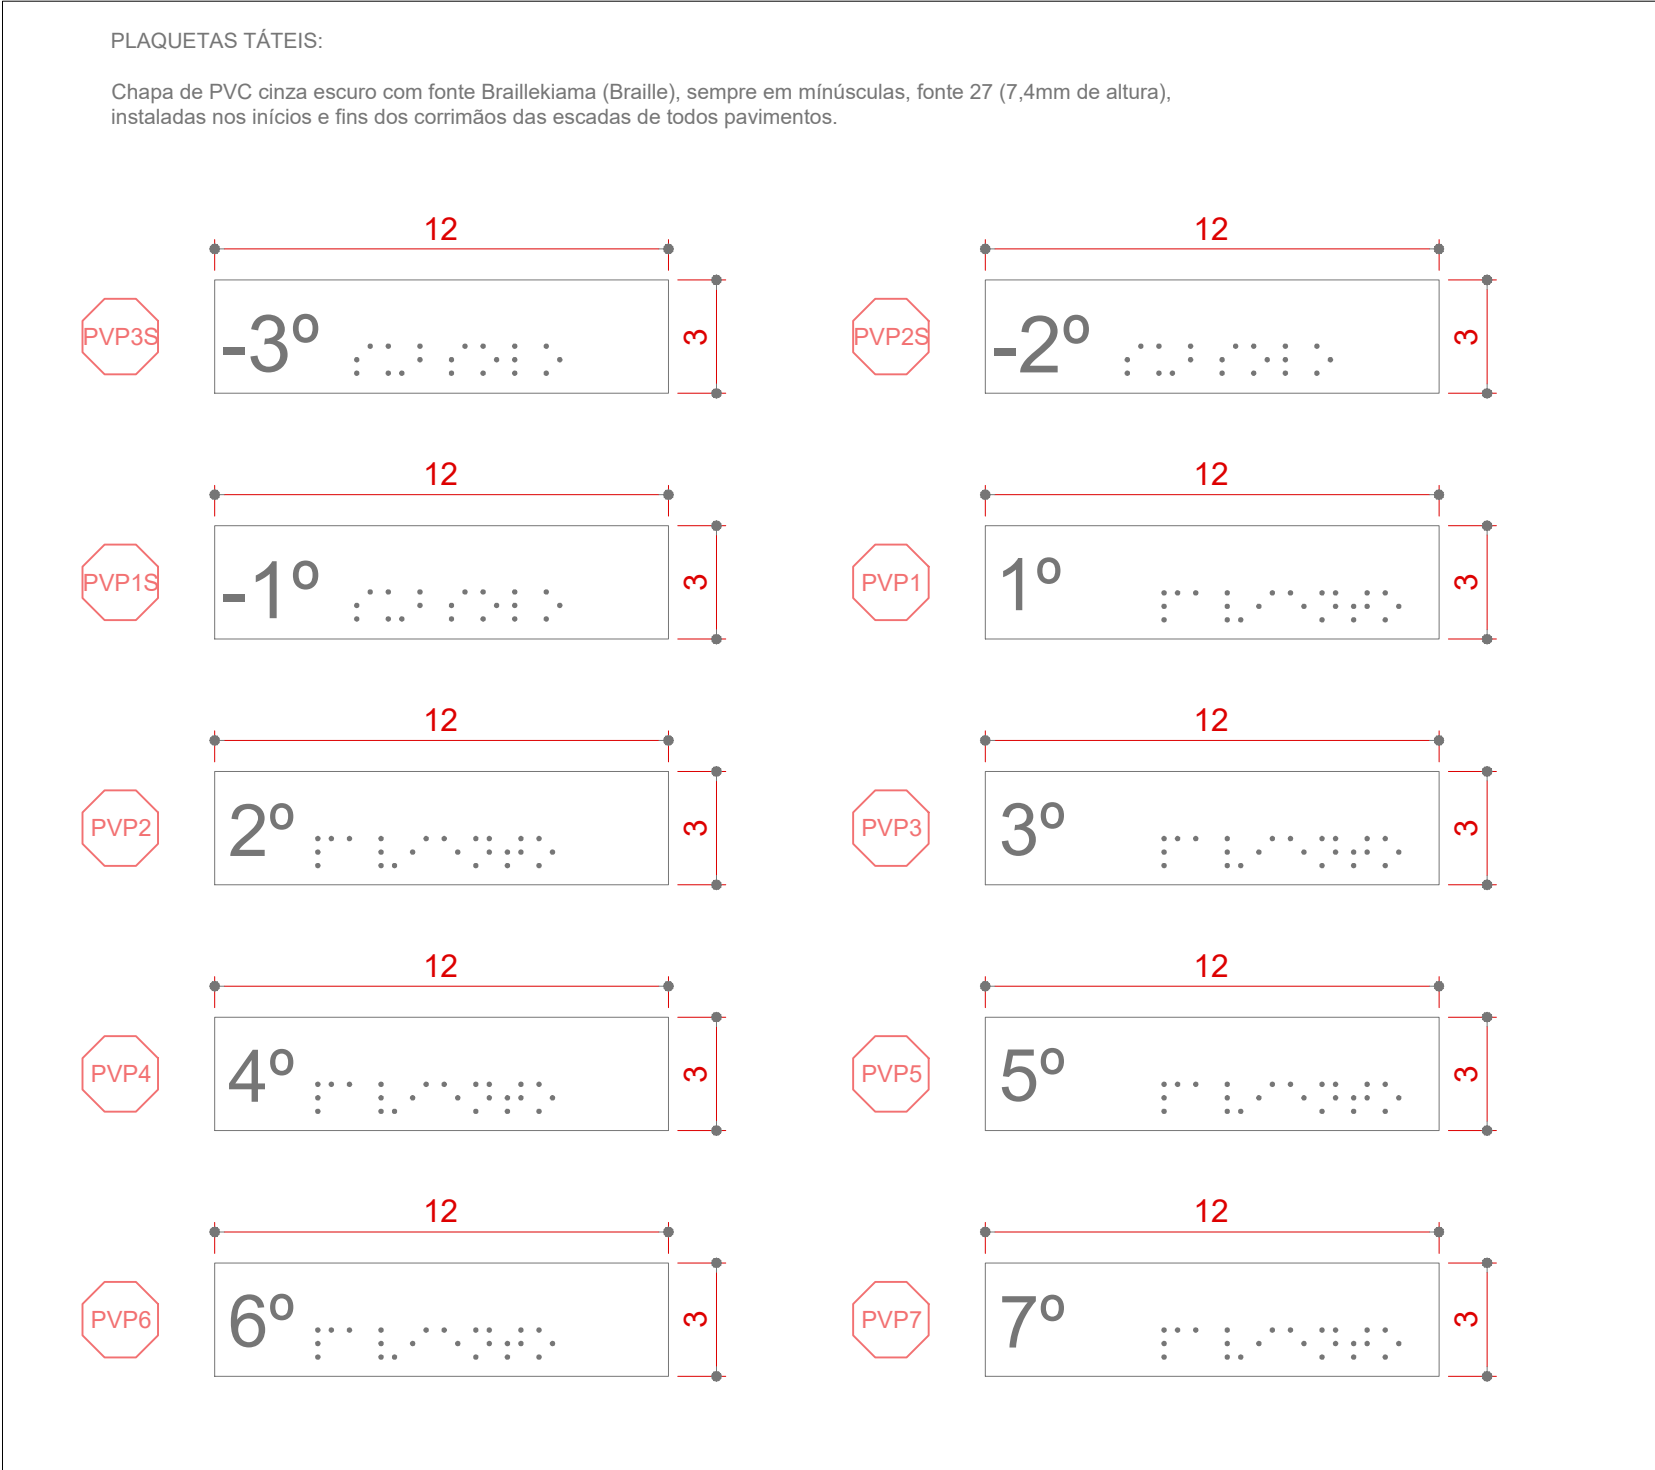 PLAQUETAS TÁTEIS:
Chapa de PVC cinza escuro com fonte Braillekiama (Braille), sempre em mínúsculas, fonte 27 (7,4mm de altura),
instaladas nos inícios e fins dos corrimãos das escadas de todos pavimentos.
12
PVP3S
-3º ⠎⠥⠃⠎⠕⠇⠕
3
12
PVP2S
-2º ⠎⠥⠃⠎⠕⠇⠕
3
12
PVP1S
-1º ⠎⠥⠃⠎⠕⠇⠕
3
12
PVP1
1º ⠏⠁⠧⠊⠑⠝⠞⠕
3
12
PVP2
2º ⠏⠁⠧⠊⠑⠝⠞⠕
3
12
PVP3
3º ⠏⠁⠧⠊⠑⠝⠞⠕
3
12
PVP4
4º ⠏⠁⠧⠊⠑⠝⠞⠕
3
12
PVP5
5º ⠏⠁⠧⠊⠑⠝⠞⠕
3
12
PVP6
6º ⠏⠁⠧⠊⠑⠝⠞⠕
3
12
PVP7
7º ⠏⠁⠧⠊⠑⠝⠞⠕
3